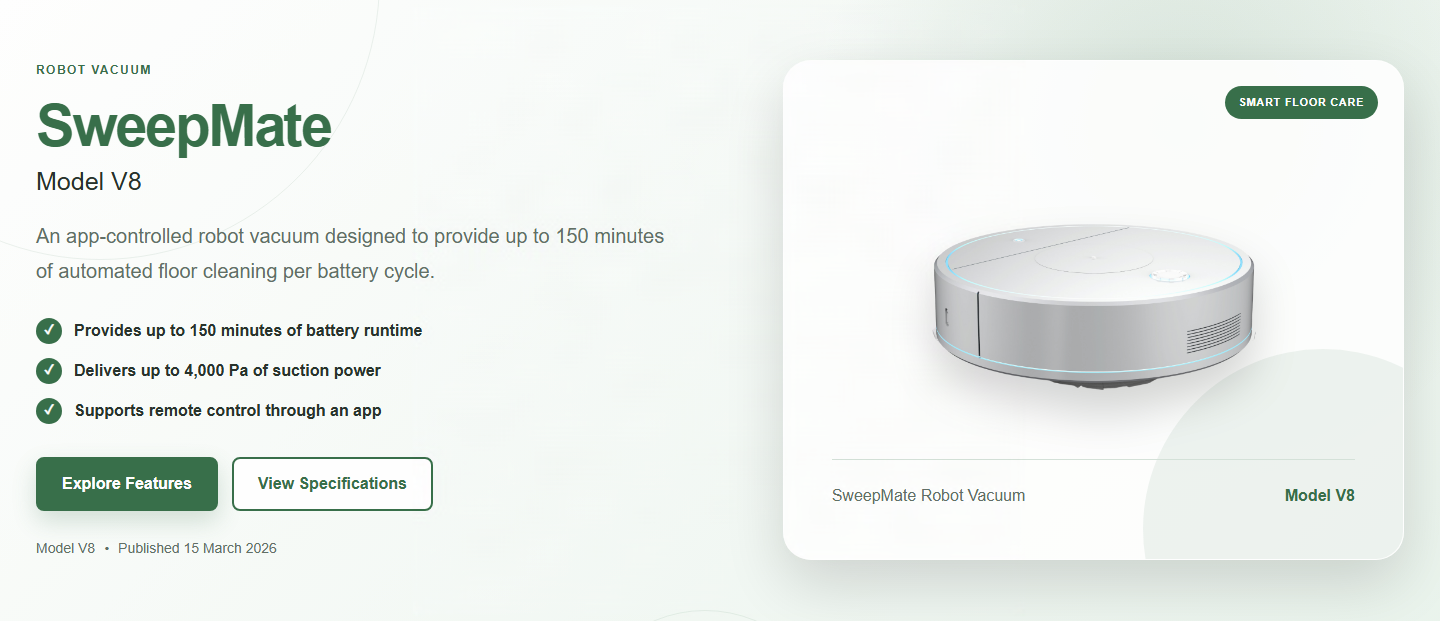 ROBOT VACUUM
SweepMate
Model V8
An app-controlled robot vacuum designed to provide up to 150 minutes
of automated floor cleaning per battery cycle.
✓ Provides up to 150 minutes of battery runtime
✓ Delivers up to 4,000 Pa of suction power
✓ Supports remote control through an app
Explore Features
View Specifications
Model V8 • Published 15 March 2026
SMART FLOOR CARE
SweepMate Robot Vacuum
Model V8